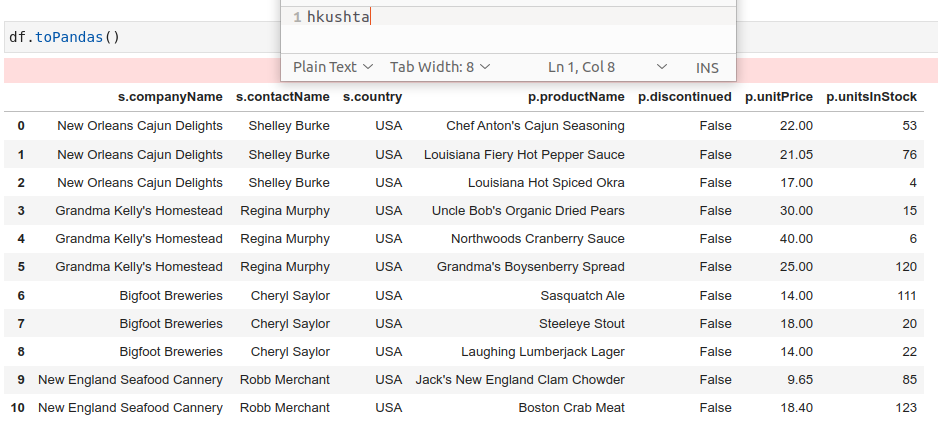 1 hkushta
df.toPandas()
Plain Text Tab Width: 8 Ln 1, Col 8 INS
s.companyName s.contactName s.country p.productName p.discontinued p.unitPrice p.unitsInStock
0 New Orleans Cajun Delights Shelley Burke USA Chef Anton's Cajun Seasoning False 22.00 53
1 New Orleans Cajun Delights Shelley Burke USA Louisiana Fiery Hot Pepper Sauce False 21.05 76
2 New Orleans Cajun Delights Shelley Burke USA Louisiana Hot Spiced Okra False 17.00 4
3 Grandma Kelly's Homestead Regina Murphy USA Uncle Bob's Organic Dried Pears False 30.00 15
4 Grandma Kelly's Homestead Regina Murphy USA Northwoods Cranberry Sauce False 40.00 6
5 Grandma Kelly's Homestead Regina Murphy USA Grandma's Boysenberry Spread False 25.00 120
6 Bigfoot Breweries Cheryl Saylor USA Sasquatch Ale False 14.00 111
7 Bigfoot Breweries Cheryl Saylor USA Steeleye Stout False 18.00 20
8 Bigfoot Breweries Cheryl Saylor USA Laughing Lumberjack Lager False 14.00 22
9 New England Seafood Cannery Robb Merchant USA Jack's New England Clam Chowder False 9.65 85
10 New England Seafood Cannery Robb Merchant USA Boston Crab Meat False 18.40 123